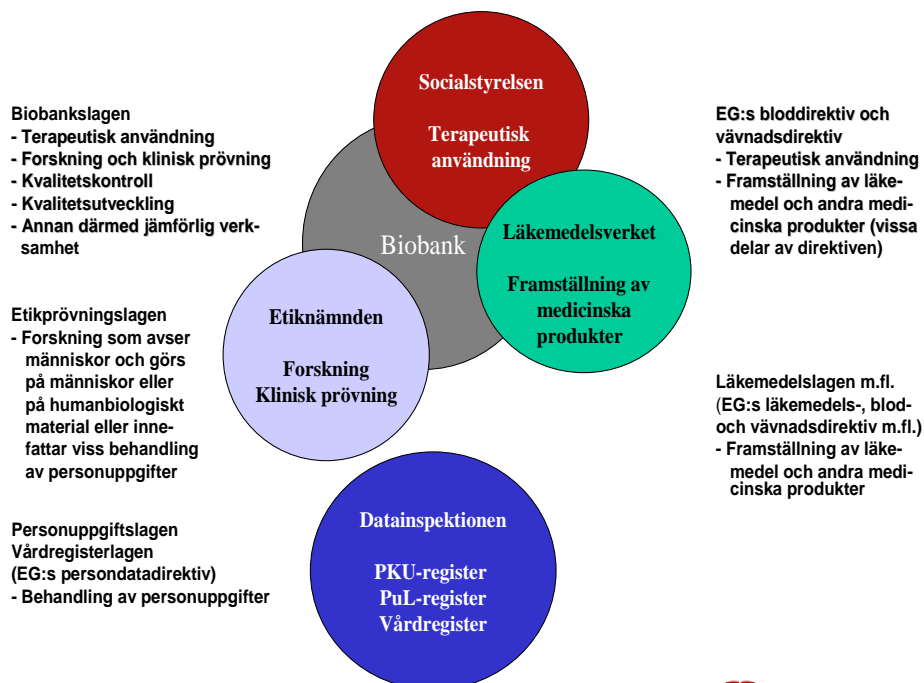 Socialstyrelsen
Terapeutisk
användning
Biobankslagen
- Terapeutisk användning
- Forskning och klinisk prövning
- Kvalitetskontroll
- Kvalitetsutveckling
- Annan därmed jämförlig verk-
samhet
EG:s bloddirektiv och
vävnadsdirektiv
- Terapeutisk användning
- Framställning av läke-
medel och andra medi-
cinska produkter (vissa
delar av direktiven)
Biobank
Läkemedelsverket
Framställning av
medicinska
produkter
Etikprövningslagen
- Forskning som avser
människor och görs
på människor eller
på humanbiologiskt
material eller inne-
fattar viss behandling
av personuppgifter
Etiknämnden
Forskning
Klinisk prövning
Läkemedelslagen m.fl.
(EG:s läkemedels-, blod-
och vävnadsdirektiv m.fl.)
- Framställning av läke-
medel och andra medi-
cinska produkter
Personuppgiftslagen
Vårdregisterlagen
(EG:s persondatadirektiv)
- Behandling av personuppgifter
Datainspektionen
PKU-register
PuL-register
Vårdregister